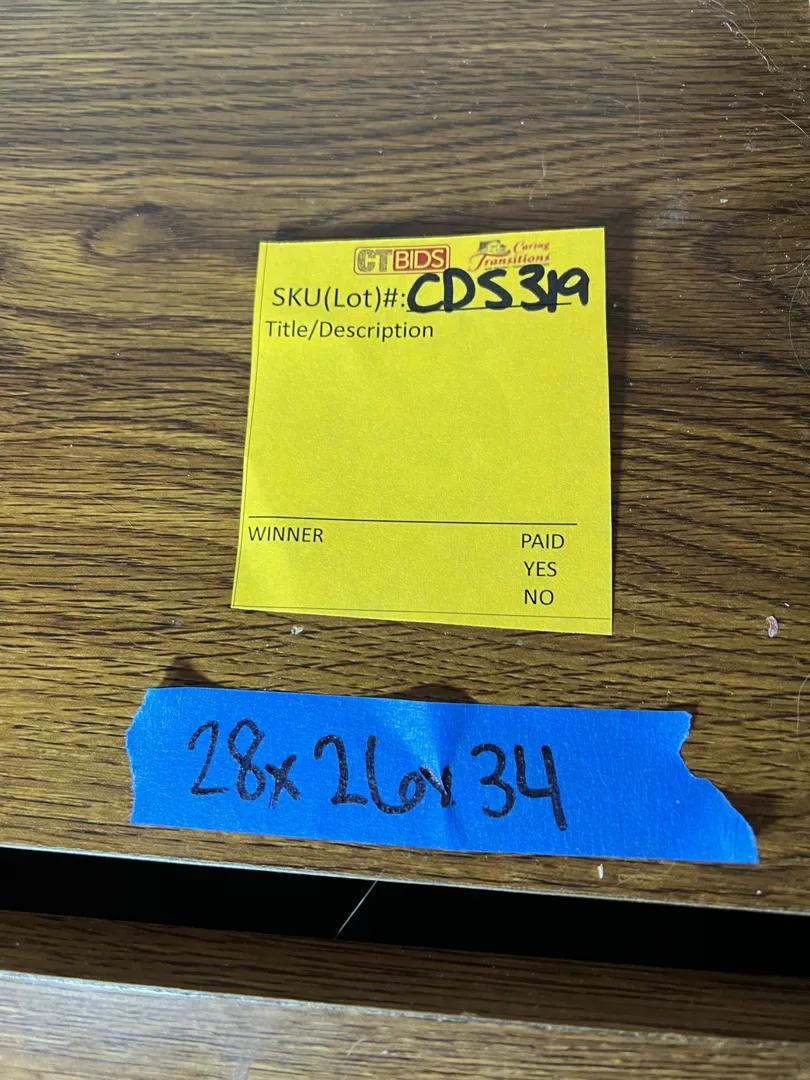 CTBIDS Caring Transitions
SKU(Lot)#: CDS319
Title/Description
WINNER PAID
YES
NO
28x26x34